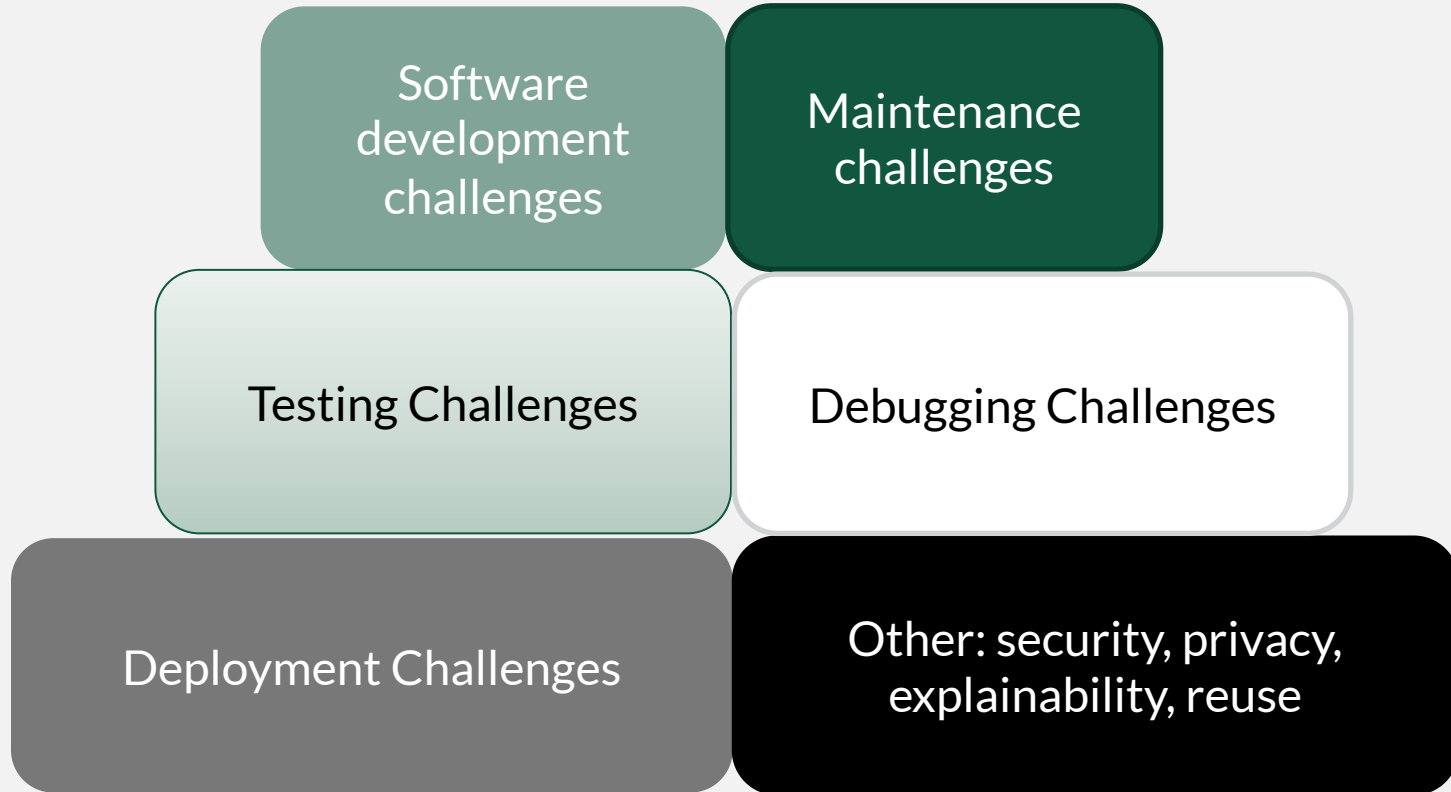 Software
development
challenges
Maintenance
challenges
Testing Challenges
Debugging Challenges
Deployment Challenges
Other: security, privacy,
explainability, reuse